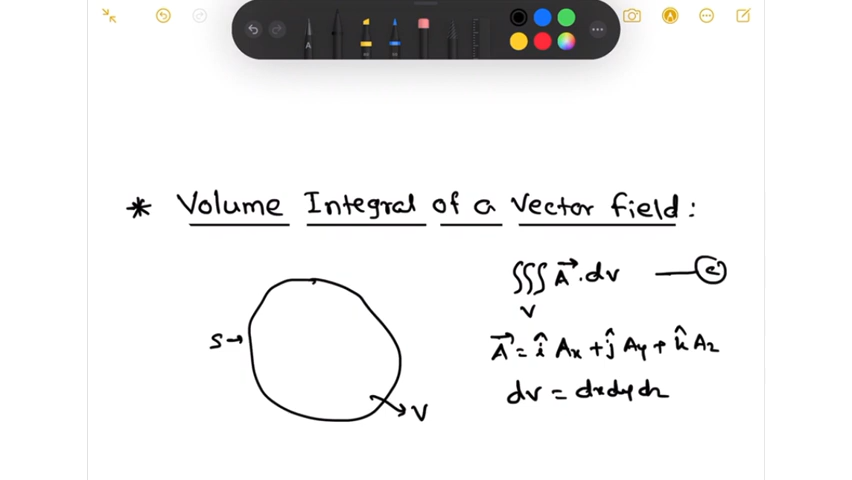 * Volume Integral of a Vector field:
∭ A⃗ . dv —
V
A⃗ = î Ax + ĵ Ay + k̂ Az
dv = dxdydz
S→
→V
A